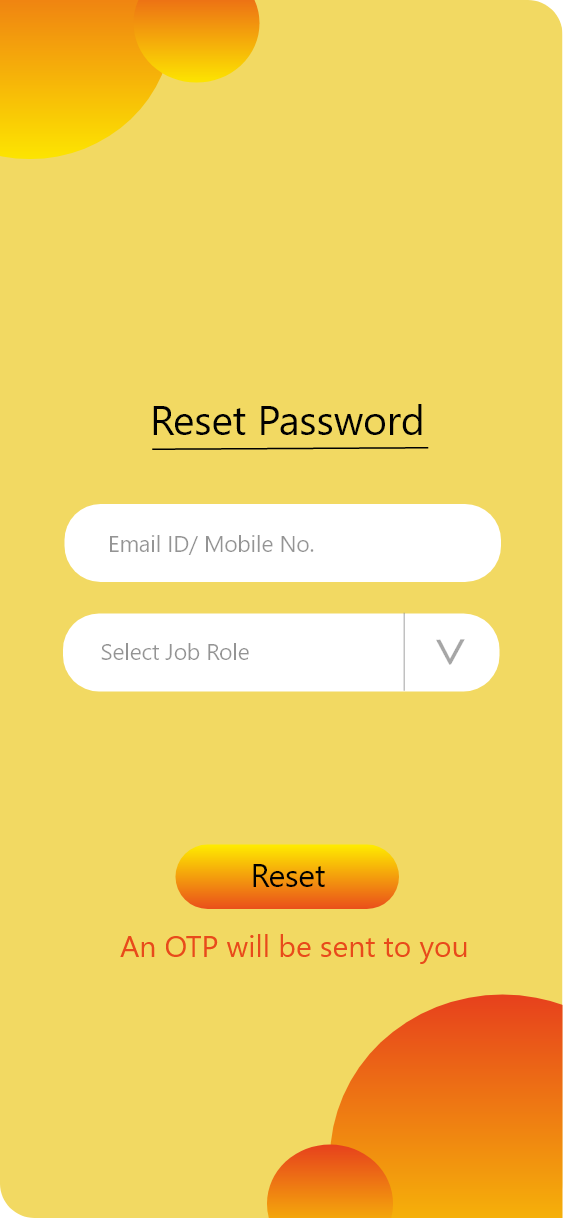 Reset Password
Email ID/ Mobile No.
Select Job Role
Reset
An OTP will be sent to you